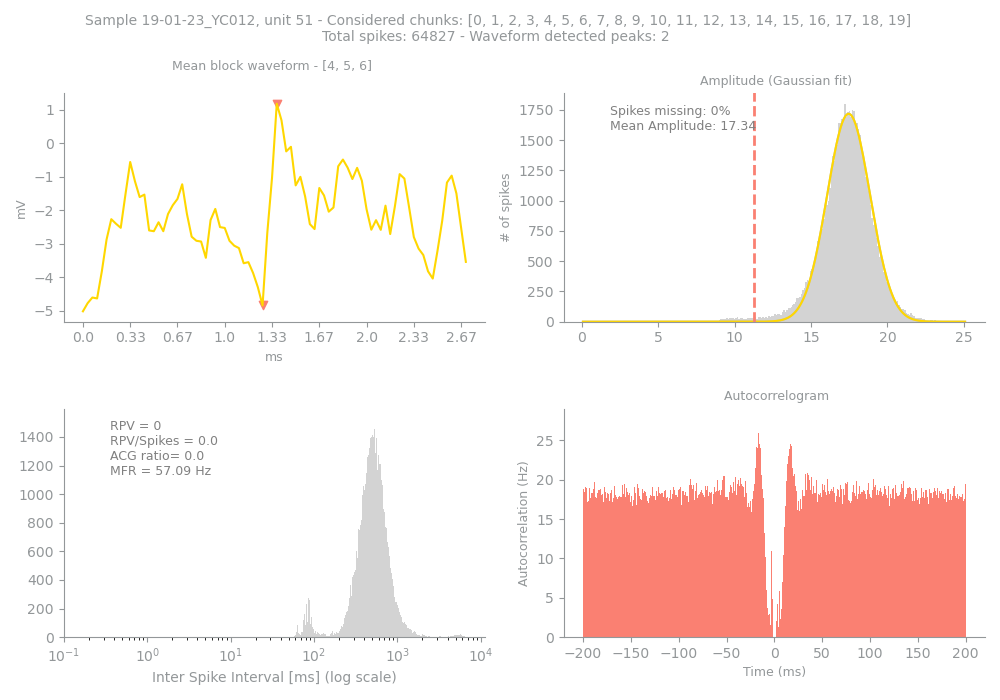 Sample 19-01-23_YC012, unit 51 - Considered chunks: [0, 1, 2, 3, 4, 5, 6, 7, 8, 9, 10, 11, 12, 13, 14, 15, 16, 17, 18, 19]
Total spikes: 64827 - Waveform detected peaks: 2
Mean block waveform - [4, 5, 6]
1
0
−1
−2
−3
−4
−5
mV
0.0 0.33 0.67 1.0 1.33 1.67 2.0 2.33 2.67
ms
Amplitude (Gaussian fit)
Spikes missing: 0%
Mean Amplitude: 17.34
1750
1500
1250
1000
750
500
250
0
# of spikes
0 5 10 15 20 25
RPV = 0
RPV/Spikes = 0.0
ACG ratio= 0.0
MFR = 57.09 Hz
1400
1200
1000
800
600
400
200
0
10⁻¹ 10⁰ 10¹ 10² 10³ 10⁴
Inter Spike Interval [ms] (log scale)
Autocorrelogram
25
20
15
10
5
0
Autocorrelation (Hz)
−200 −150 −100 −50 0 50 100 150 200
Time (ms)